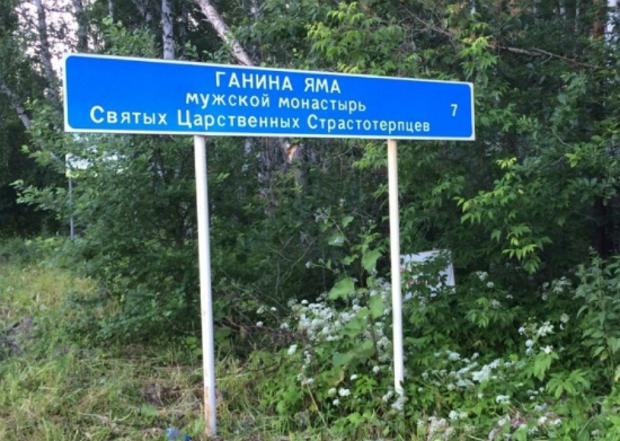 ГАНИНА ЯМА
мужской монастырь 7
Святых Царственных Страстотерпцев